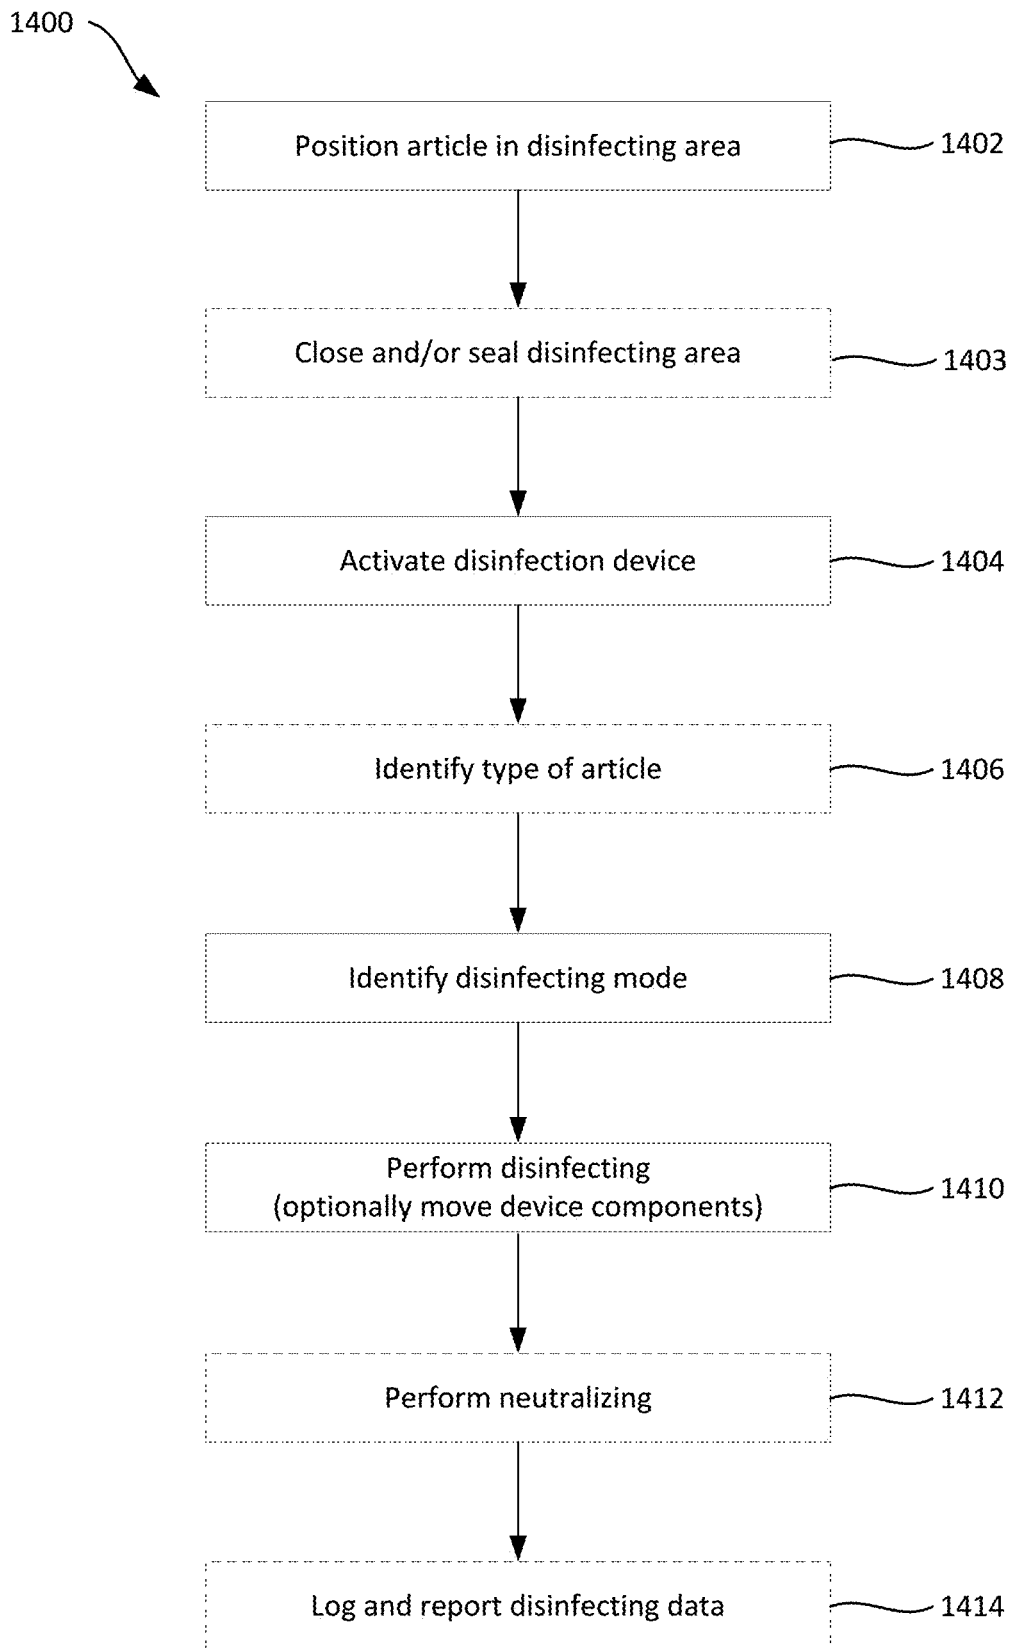 1400
Position article in disinfecting area
1402
Close and/or seal disinfecting area
1403
Activate disinfection device
1404
Identify type of article
1406
Identify disinfecting mode
1408
Perform disinfecting
(optionally move device components)
1410
Perform neutralizing
1412
Log and report disinfecting data
1414